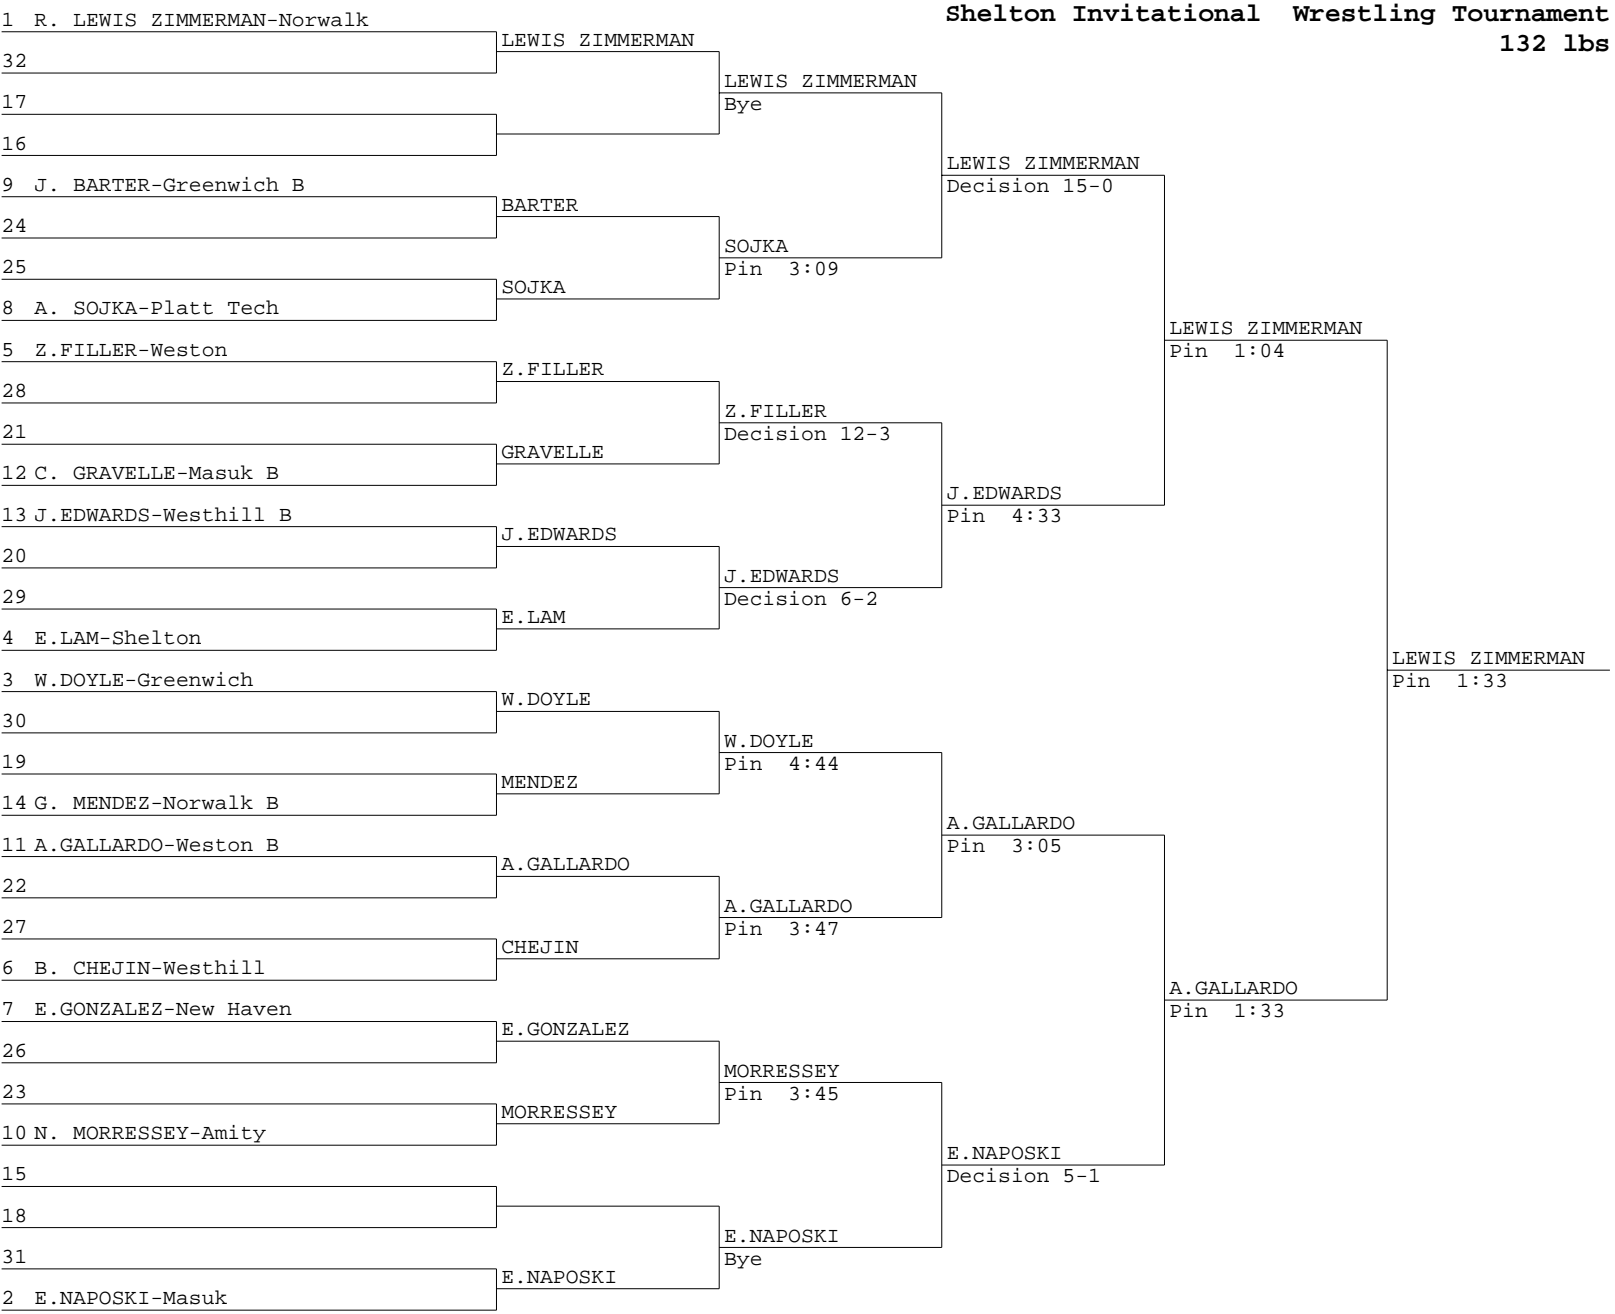 Shelton Invitational  Wrestling Tournament
132 lbs
1 R. LEWIS ZIMMERMAN-Norwalk
32
17
16
9 J. BARTER-Greenwich B
24
25
8 A. SOJKA-Platt Tech
5 Z.FILLER-Weston
28
21
12 C. GRAVELLE-Masuk B
13 J.EDWARDS-Westhill B
20
29
4 E.LAM-Shelton
3 W.DOYLE-Greenwich
30
19
14 G. MENDEZ-Norwalk B
11 A.GALLARDO-Weston B
22
27
6 B. CHEJIN-Westhill
7 E.GONZALEZ-New Haven
26
23
10 N. MORRESSEY-Amity
15
18
31
2 E.NAPOSKI-Masuk
LEWIS ZIMMERMAN
BARTER
SOJKA
Z.FILLER
GRAVELLE
J.EDWARDS
E.LAM
W.DOYLE
MENDEZ
A.GALLARDO
CHEJIN
E.GONZALEZ
MORRESSEY
E.NAPOSKI
LEWIS ZIMMERMAN
Bye
SOJKA
Pin 3:09
Z.FILLER
Decision 12-3
J.EDWARDS
Decision 6-2
W.DOYLE
Pin 4:44
A.GALLARDO
Pin 3:47
MORRESSEY
Pin 3:45
E.NAPOSKI
Bye
LEWIS ZIMMERMAN
Decision 15-0
J.EDWARDS
Pin 4:33
A.GALLARDO
Pin 3:05
E.NAPOSKI
Decision 5-1
LEWIS ZIMMERMAN
Pin 1:04
A.GALLARDO
Pin 1:33
LEWIS ZIMMERMAN
Pin 1:33